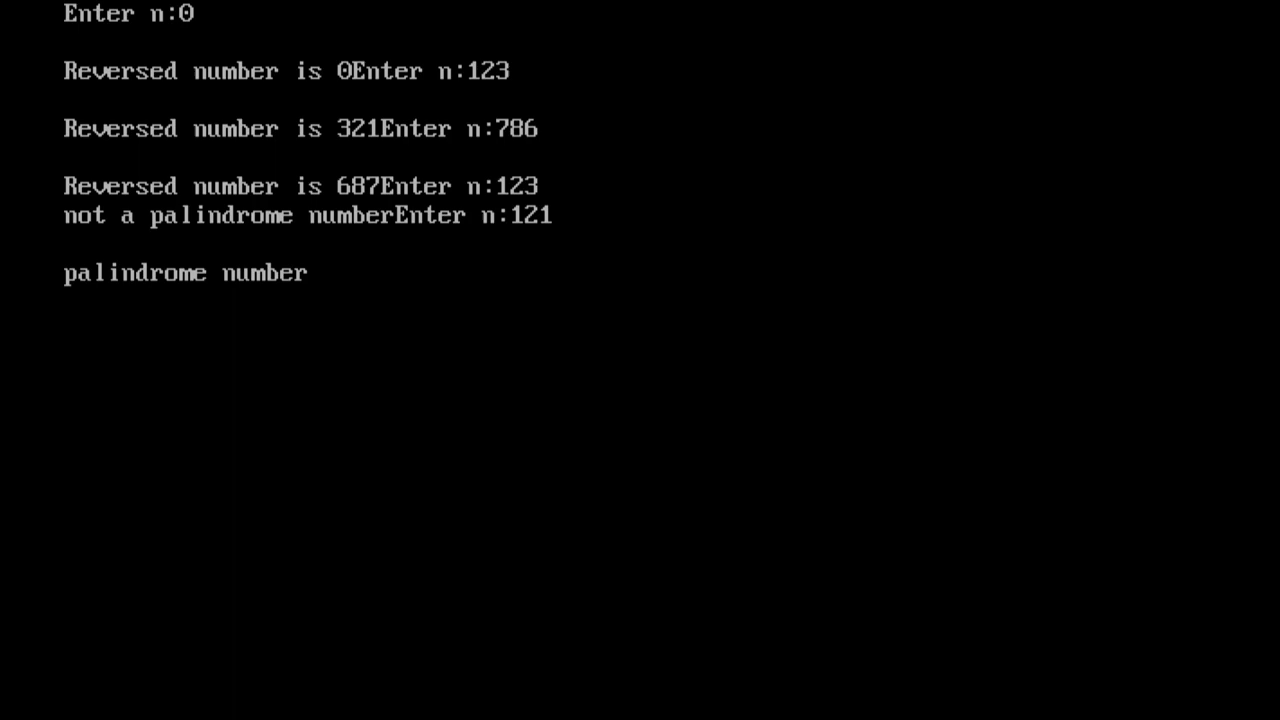 Enter n:0
Reversed number is 0Enter n:123
Reversed number is 321Enter n:786
Reversed number is 687Enter n:123
not a palindrome numberEnter n:121
palindrome number